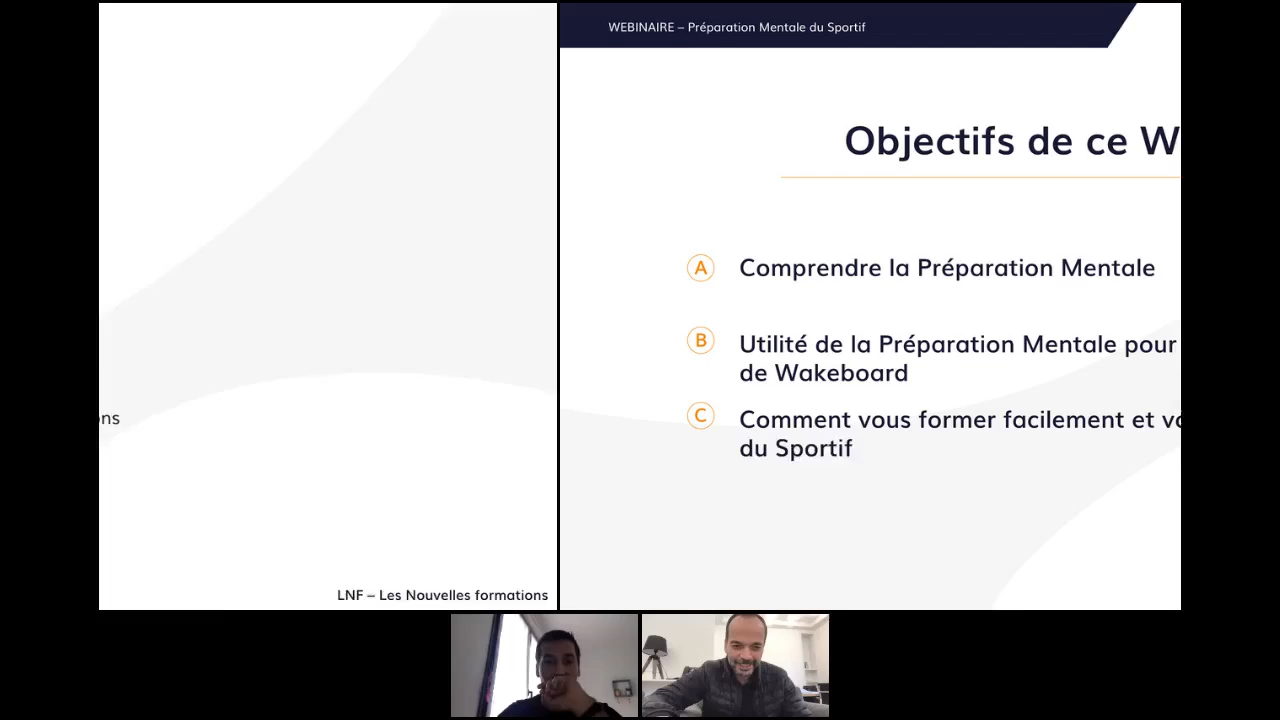 ons
LNF – Les Nouvelles formations
WEBINAIRE – Préparation Mentale du Sportif
Objectifs de ce W
A Comprendre la Préparation Mentale
B Utilité de la Préparation Mentale pour
de Wakeboard
C Comment vous former facilement et vo
du Sportif